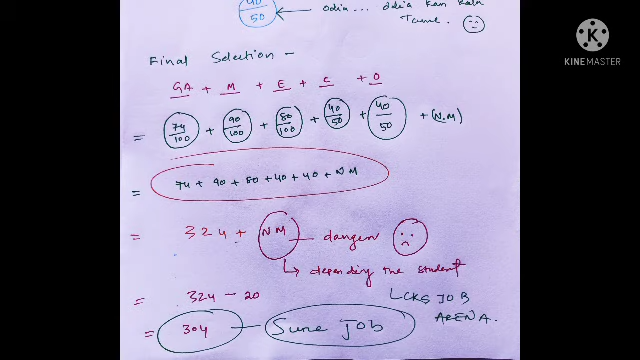 40/50 ← odia... odia kan kain
Final Selection -
GA + M + E + C + O
= 74/100 + 90/100 + 80/100 + 40/50 + 40/50 + (N.M)
= 74 + 90 + 80 + 40 + 40 + NM
= 324 + NM - danger
↳ depending the student
= 324 - 20
LCKS JOB
ARENA.
= 304 - Sure JOB
KINEMASTER